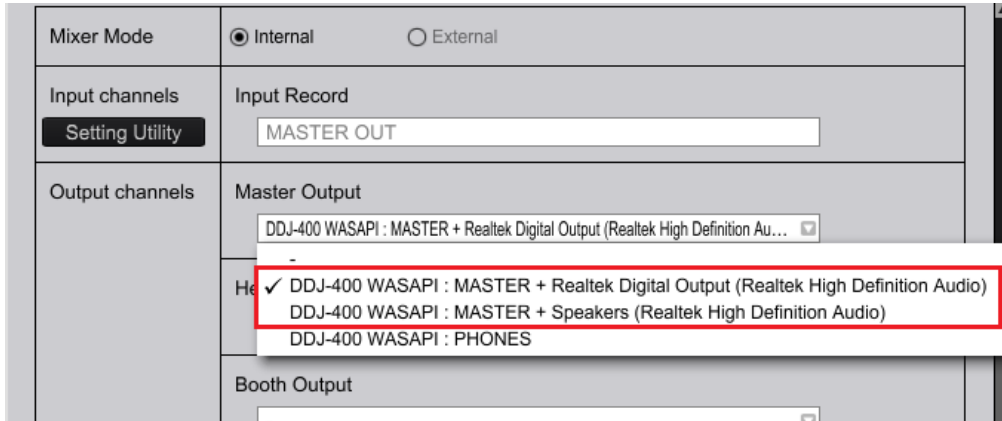 Mixer Mode
Internal
External
Input channels
Input Record
Setting Utility
MASTER OUT
Output channels
Master Output
DDJ-400 WASAPI : MASTER + Realtek Digital Output (Realtek High Definition Au...
-
He
✓ DDJ-400 WASAPI : MASTER + Realtek Digital Output (Realtek High Definition Audio)
DDJ-400 WASAPI : MASTER + Speakers (Realtek High Definition Audio)
DDJ-400 WASAPI : PHONES
Booth Output